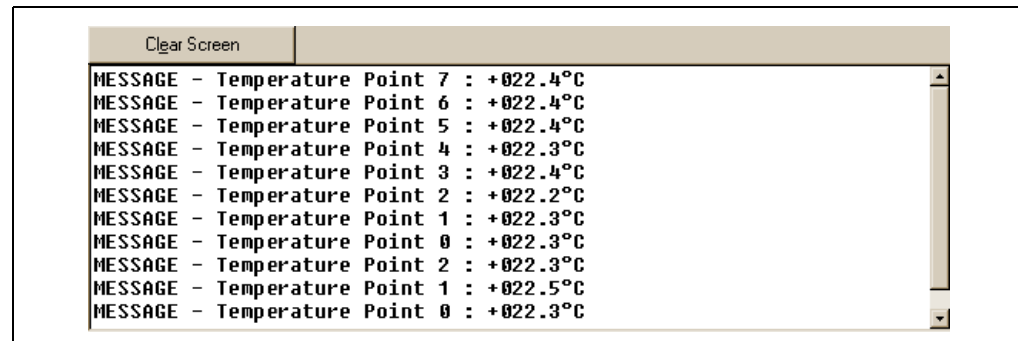 Clear Screen
MESSAGE - Temperature Point 7 : +022.4°C
MESSAGE - Temperature Point 6 : +022.4°C
MESSAGE - Temperature Point 5 : +022.4°C
MESSAGE - Temperature Point 4 : +022.3°C
MESSAGE - Temperature Point 3 : +022.4°C
MESSAGE - Temperature Point 2 : +022.2°C
MESSAGE - Temperature Point 1 : +022.3°C
MESSAGE - Temperature Point 0 : +022.3°C
MESSAGE - Temperature Point 2 : +022.3°C
MESSAGE - Temperature Point 1 : +022.5°C
MESSAGE - Temperature Point 0 : +022.3°C